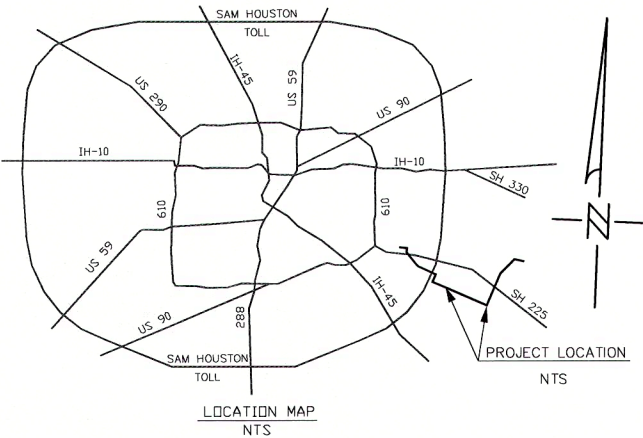 SAM HOUSTON
TOLL
IH-45
US 59
US 290
US 90
IH-10
IH-10
SH 330
610
610
US 59
IH-45
US 90
288
SH 225
N
SAM HOUSTON
TOLL
PROJECT LOCATION
NTS
LOCATION MAP
NTS